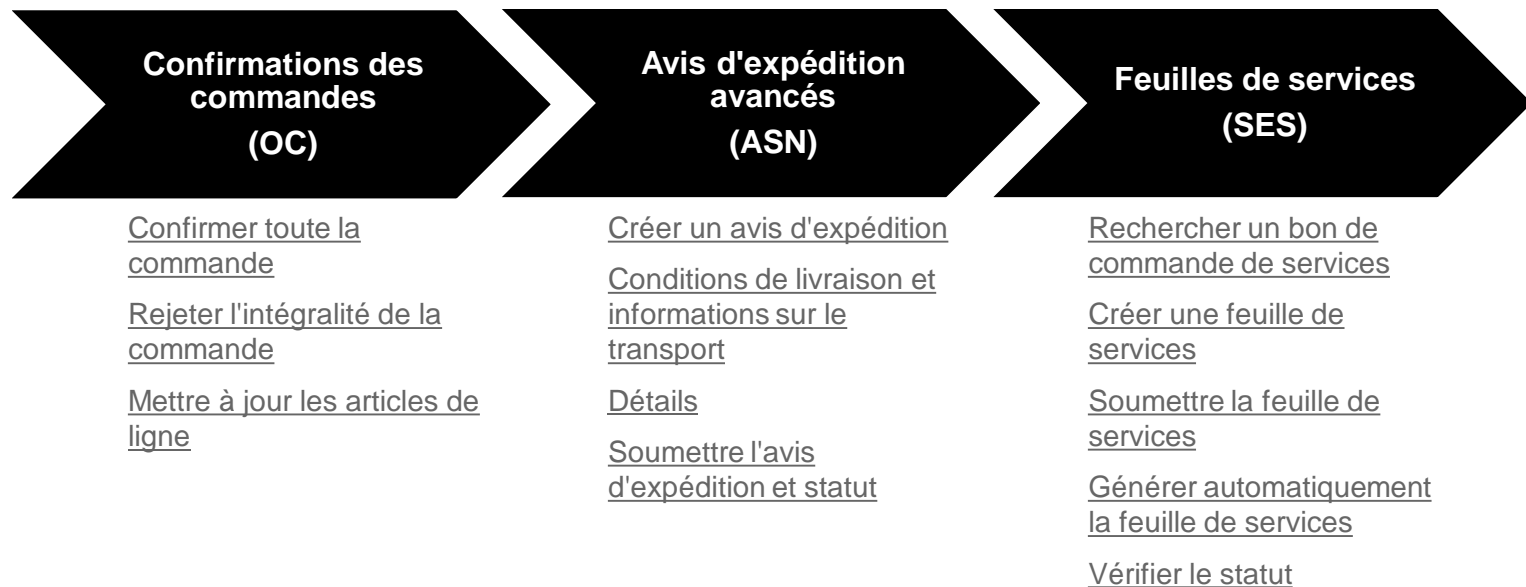 Confirmations des
commandes
(OC)
Avis d'expédition
avancés
(ASN)
Feuilles de services
(SES)
Confirmer toute la
commande
Rejeter l'intégralité de la
commande
Mettre à jour les articles de
ligne
Créer un avis d'expédition
Conditions de livraison et
informations sur le
transport
Détails
Soumettre l'avis
d'expédition et statut
Rechercher un bon de
commande de services
Créer une feuille de
services
Soumettre la feuille de
services
Générer automatiquement
la feuille de services
Vérifier le statut